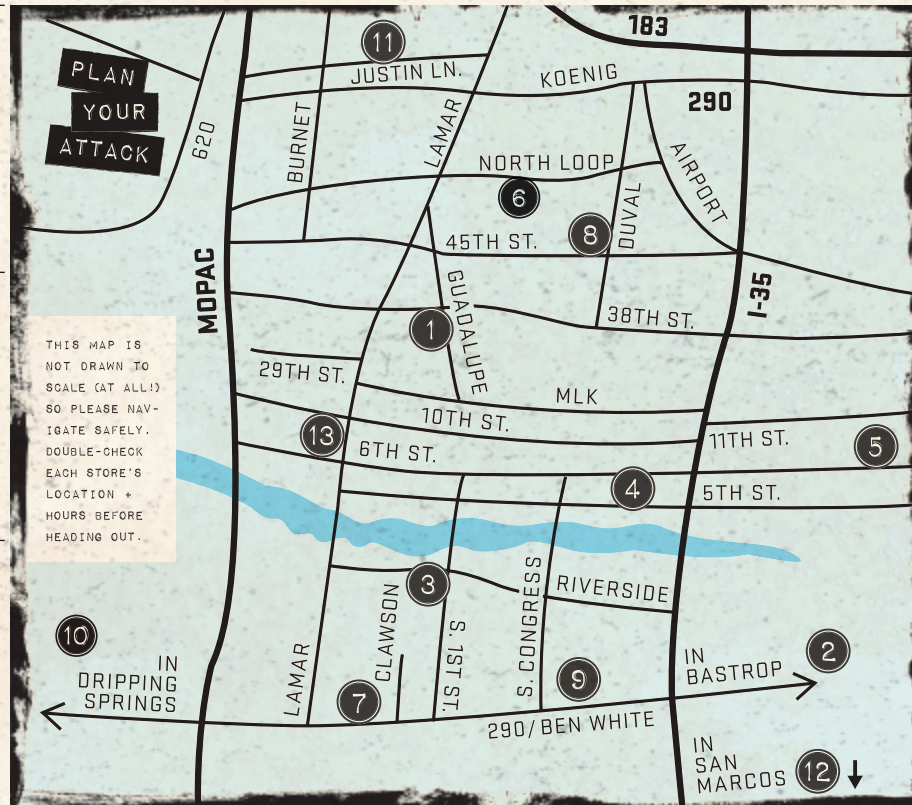 183
11
PLAN
YOUR
ATTACK
JUSTIN LN.
KOENIG
290
620
BURNET
LAMAR
NORTH LOOP
AIRPORT
6
8
DUVAL
45TH ST.
MOPAC
I-35
GUADALUPE
38TH ST.
1
THIS MAP IS
NOT DRAWN TO
SCALE (AT ALL!)
SO PLEASE NAV-
IGATE SAFELY.
DOUBLE-CHECK
EACH STORE'S
LOCATION +
HOURS BEFORE
HEADING OUT.
29TH ST.
MLK
10TH ST.
13
6TH ST.
11TH ST.
5
4
5TH ST.
3
RIVERSIDE
CLAWSON
S. 1ST ST.
S. CONGRESS
LAMAR
10
IN
DRIPPING
SPRINGS
7
9
IN
BASTROP
2
290/BEN WHITE
IN
SAN
MARCOS
12